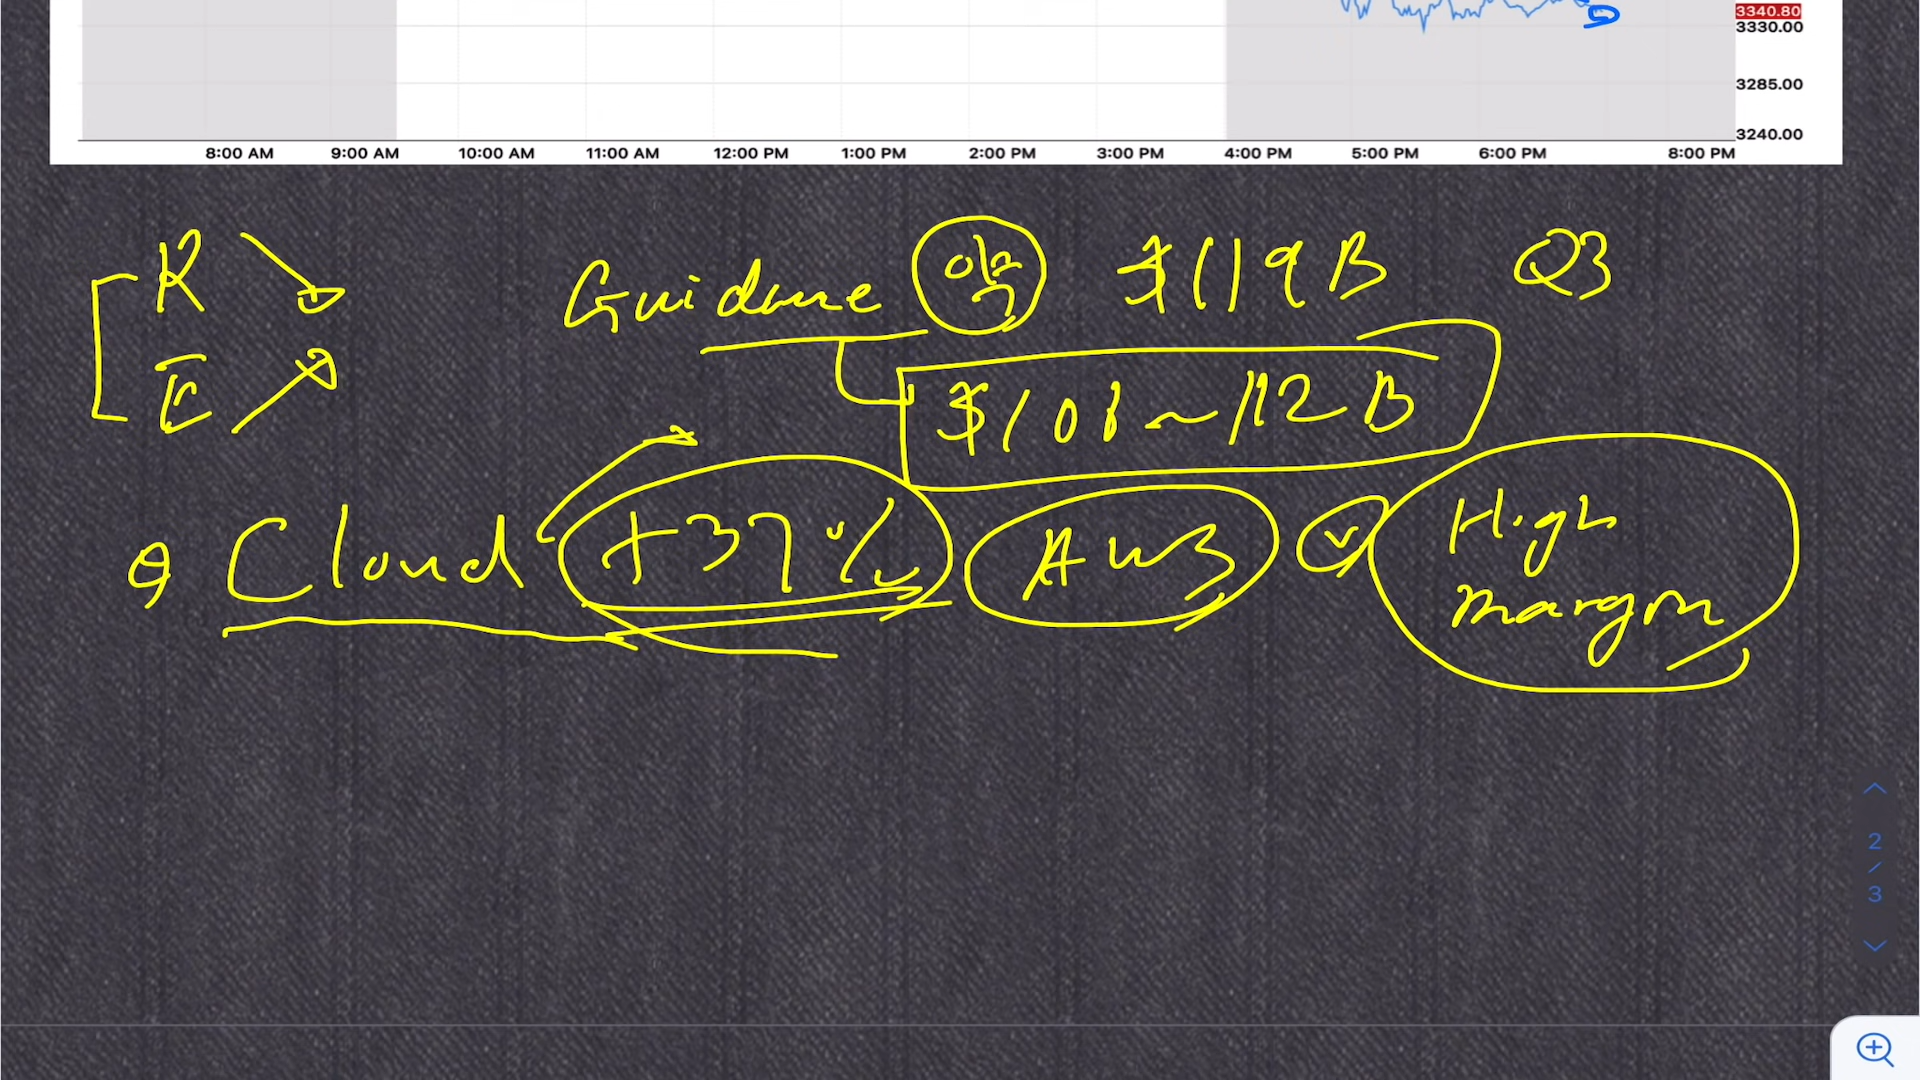 3340.80
3330.00
3285.00
3240.00
8:00 AM 9:00 AM 10:00 AM 11:00 AM 12:00 PM 1:00 PM 2:00 PM 3:00 PM 4:00 PM 5:00 PM 6:00 PM 8:00 PM
R
E
Guidance $119B Q3
$106~112B
Cloud +37% AWS High
margin
2
/
3